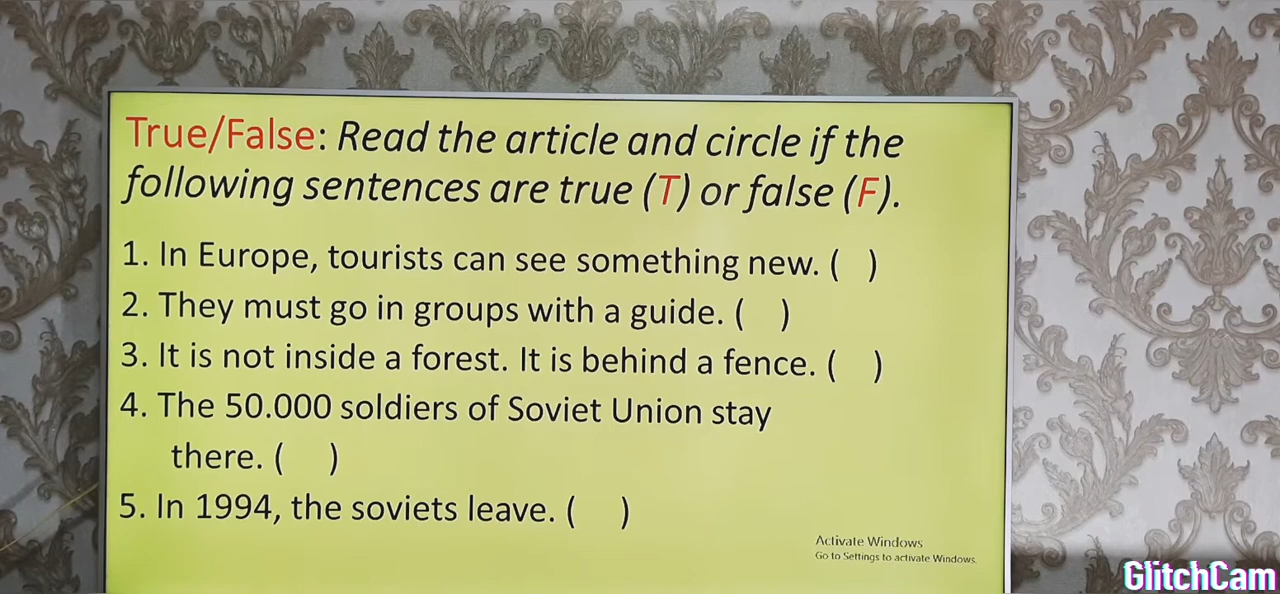 True/False: Read the article and circle if the
following sentences are true (T) or false (F).
1. In Europe, tourists can see something new. ( )
2. They must go in groups with a guide. ( )
3. It is not inside a forest. It is behind a fence. ( )
4. The 50.000 soldiers of Soviet Union stay
there. ( )
5. In 1994, the soviets leave. ( )
Activate Windows
Go to Settings to activate Windows.
GlitchCam